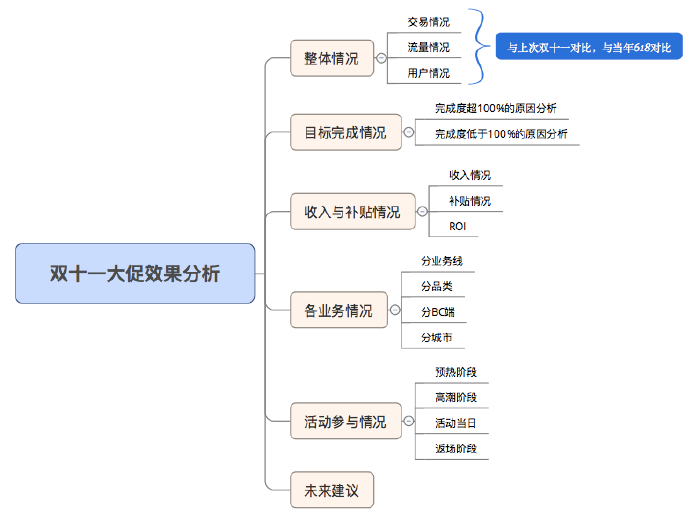 双十一大促效果分析
整体情况
交易情况
流量情况
用户情况
与上次双十一对比，与当年618对比
目标完成情况
完成度超100%的原因分析
完成度低于100%的原因分析
收入与补贴情况
收入情况
补贴情况
ROI
各业务情况
分业务线
分品类
分BC端
分城市
活动参与情况
预热阶段
高潮阶段
活动当日
返场阶段
未来建议